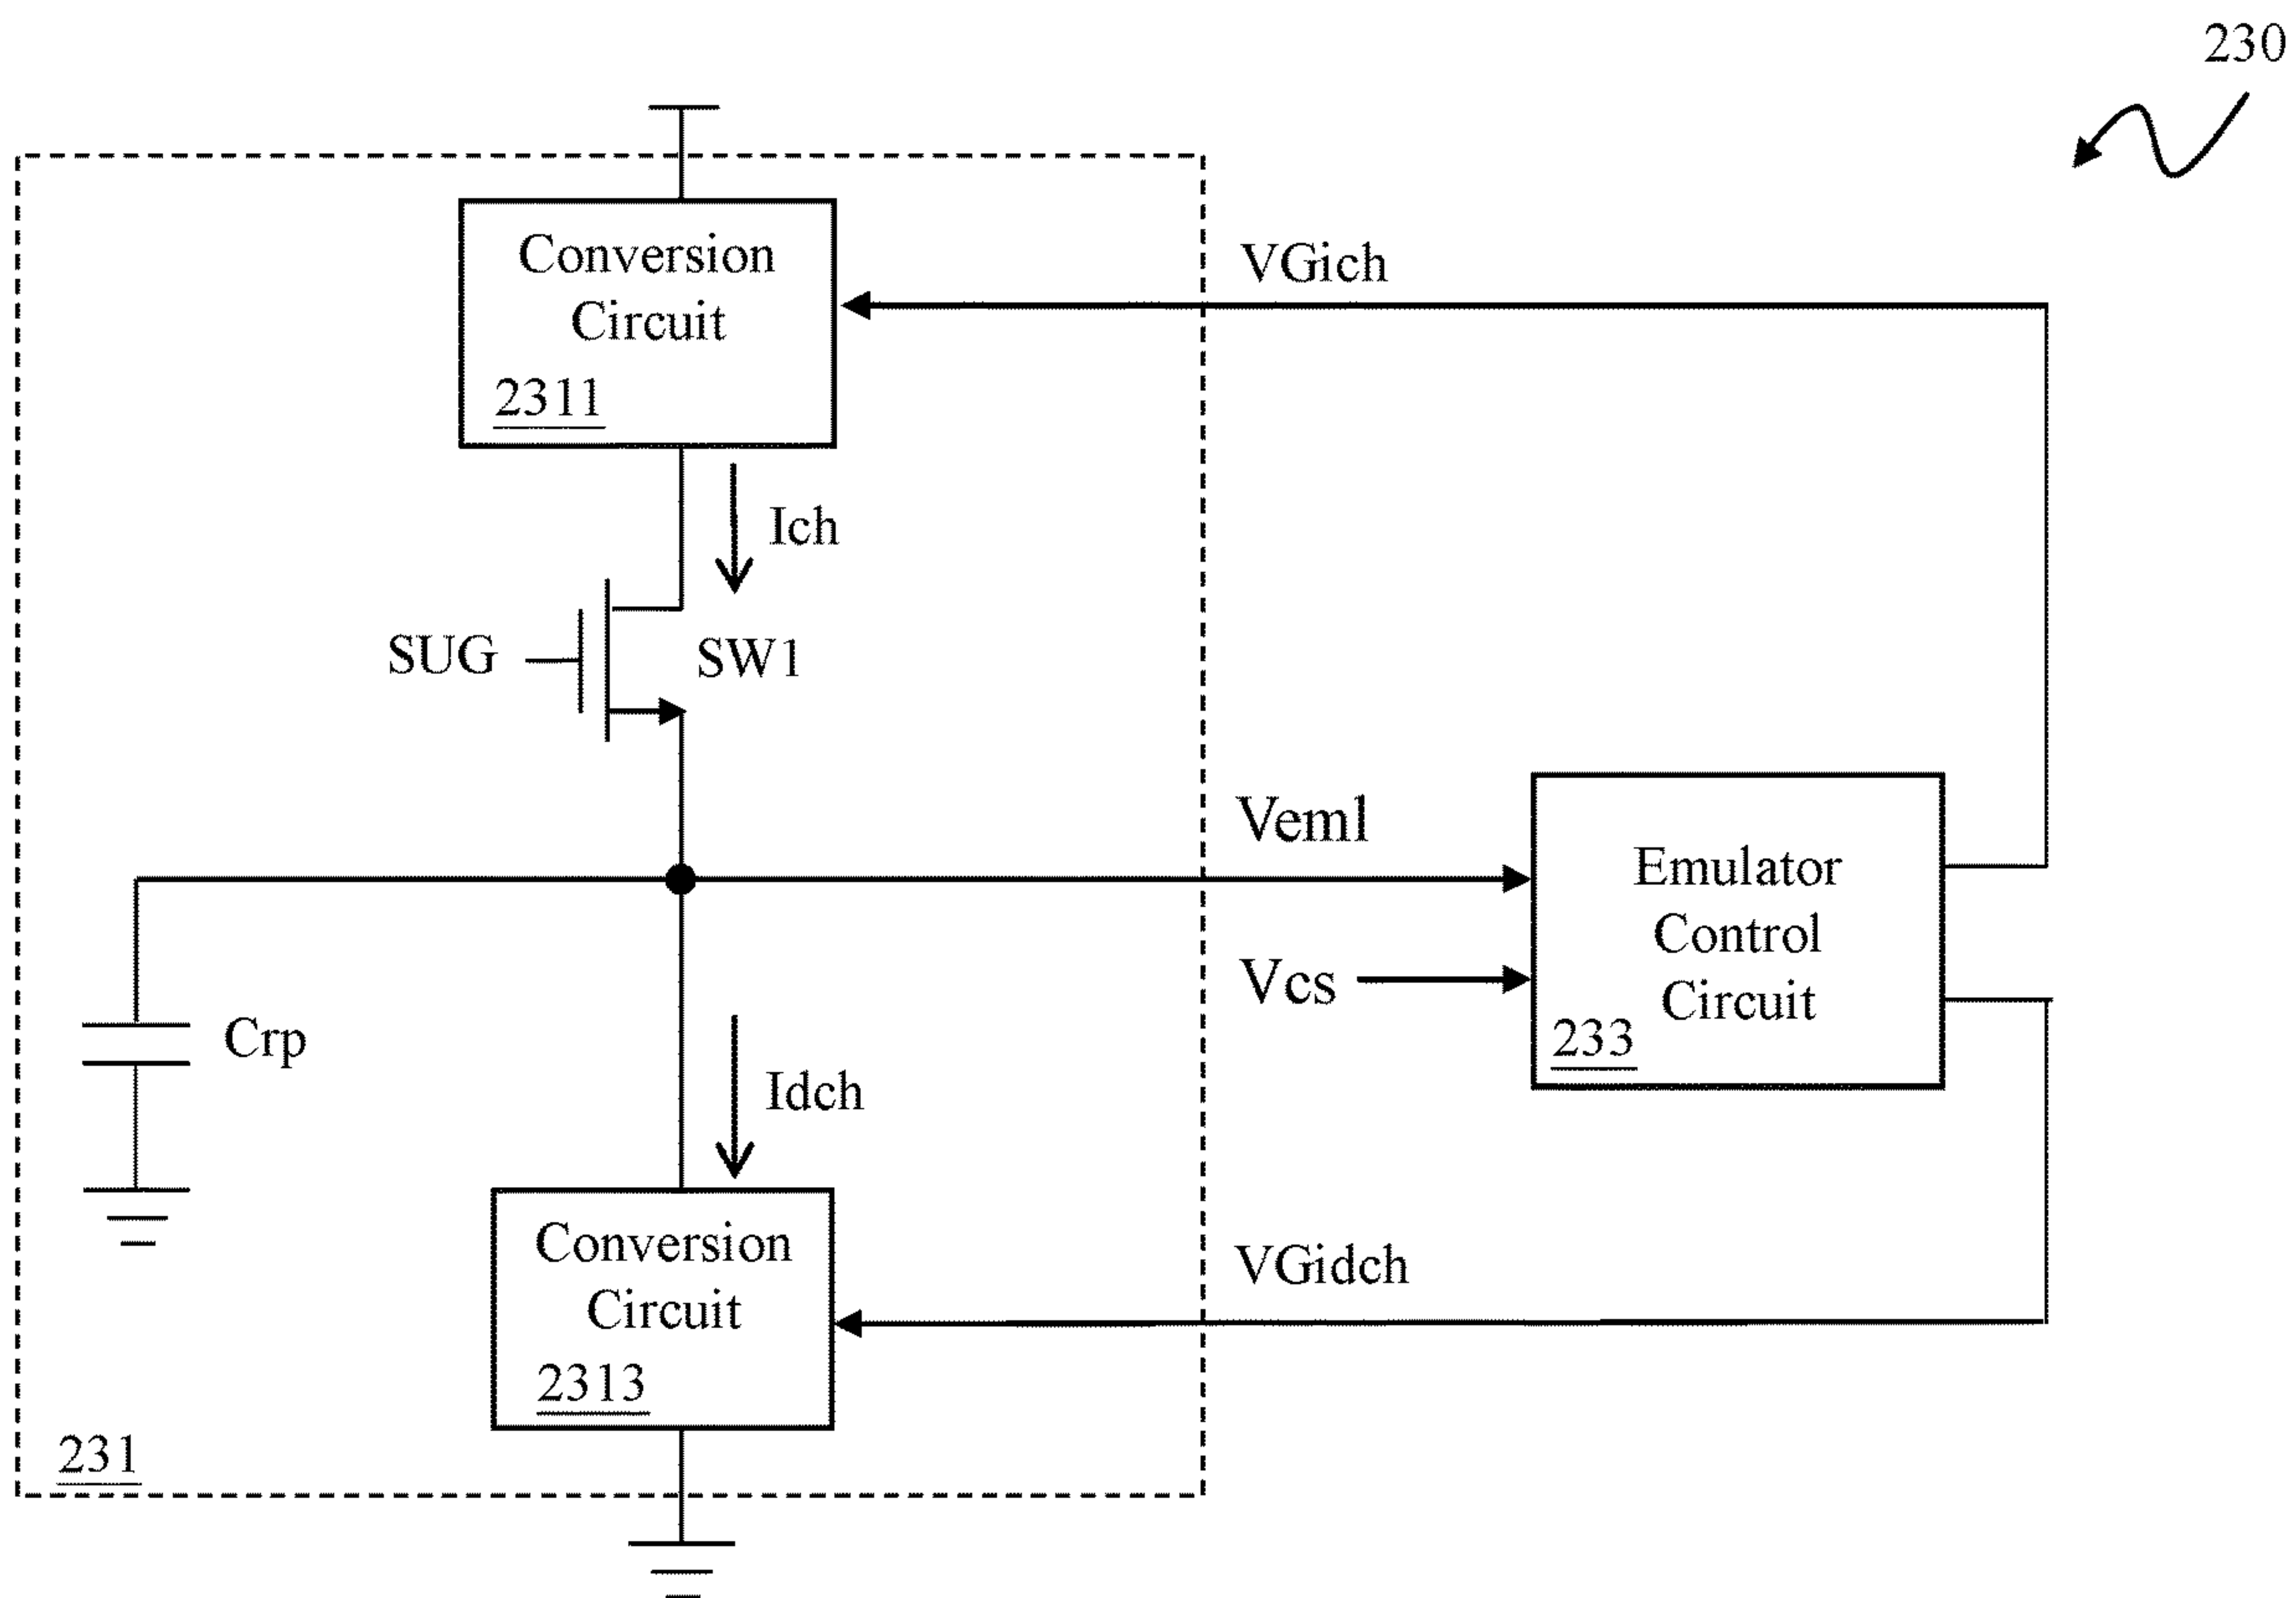 230
Conversion
Circuit
2311
VGich
Ich
SUG
SW1
Veml
Emulator
Control
Circuit
233
Vcs
Crp
Idch
Conversion
Circuit
2313
VGidch
231